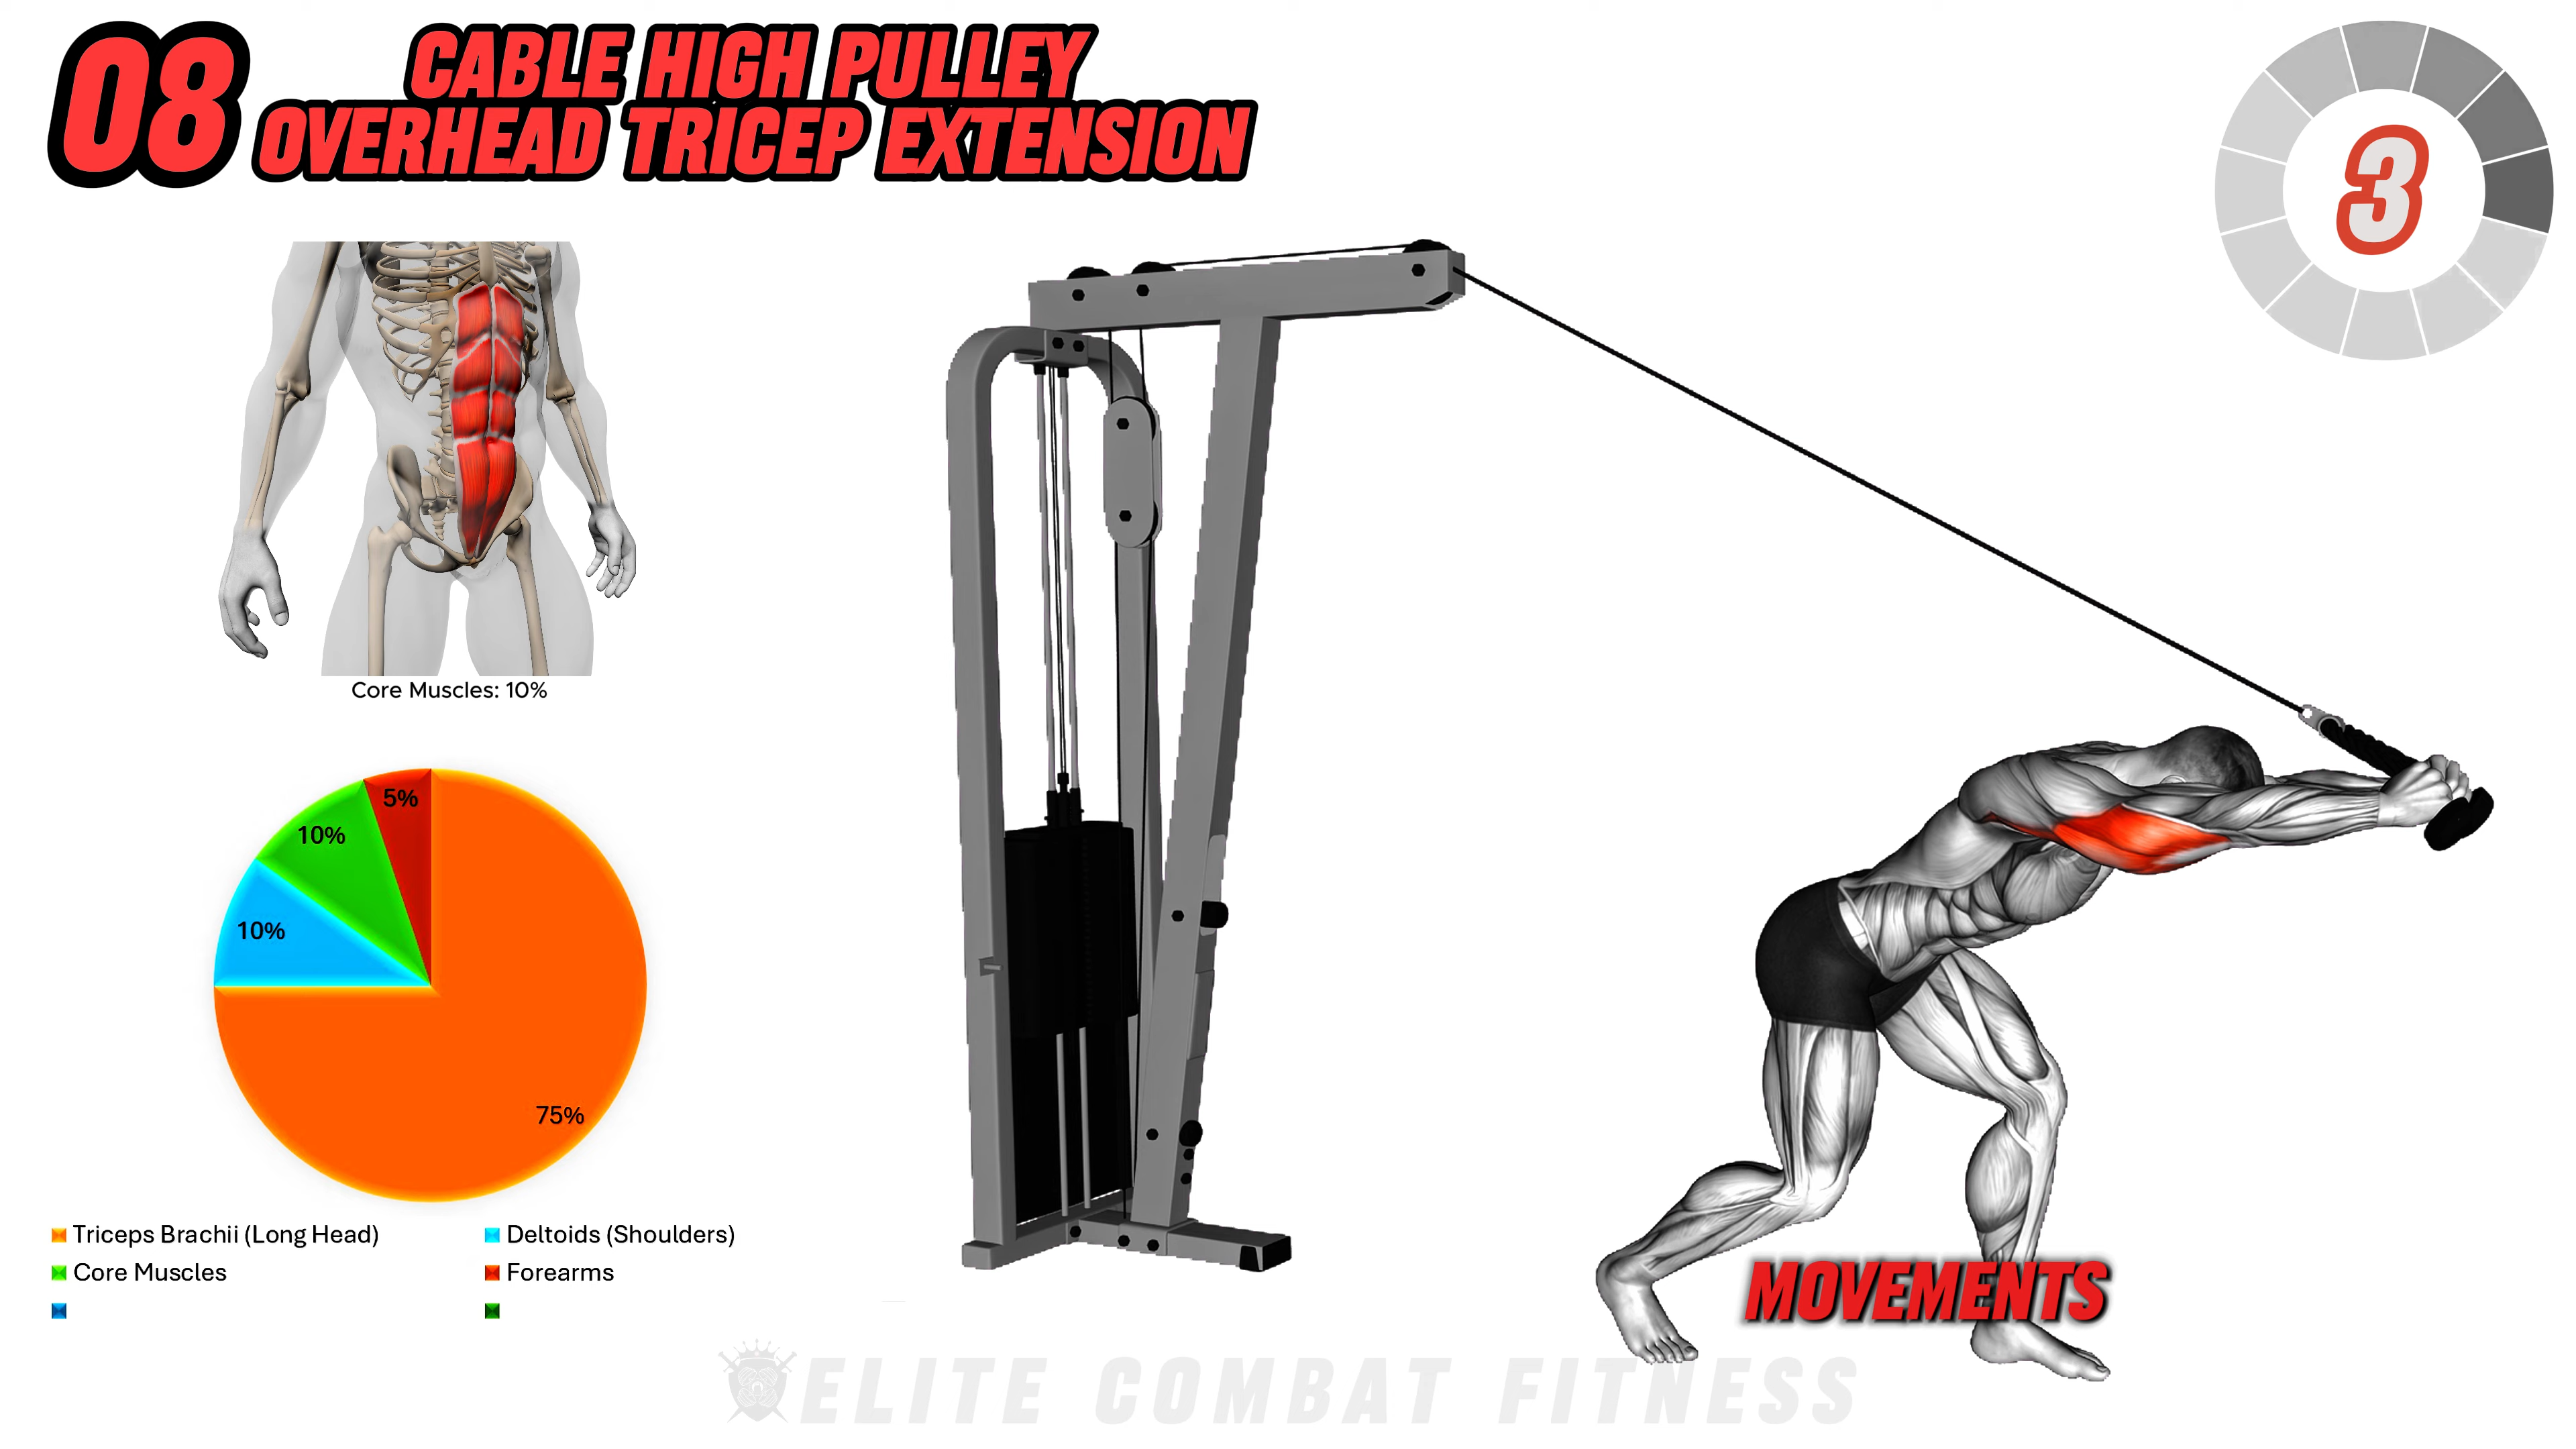 08
CABLE HIGH PULLEY
OVERHEAD TRICEP EXTENSION
3
Core Muscles: 10%
5%
10%
10%
75%
Triceps Brachii (Long Head)
Deltoids (Shoulders)
Core Muscles
Forearms
MOVEMENTS
ELITE COMBAT FITNESS